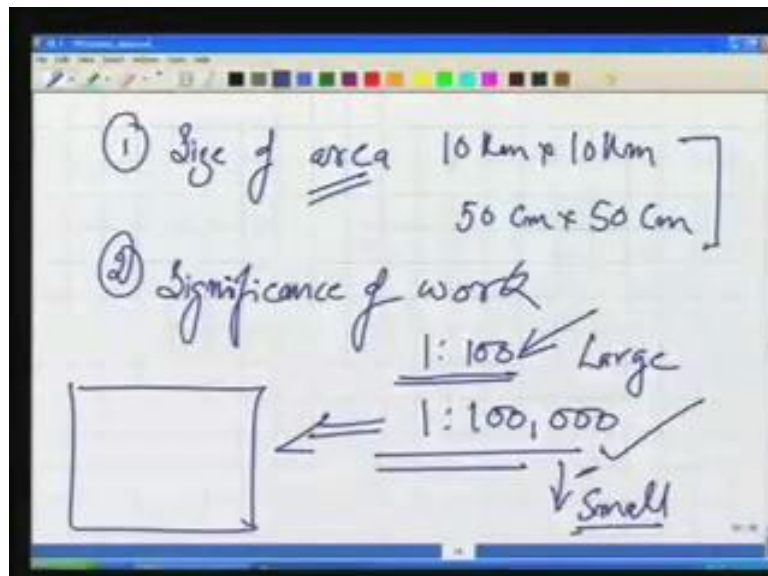 1 Size of area 10 Km × 10 Km
50 Cm × 50 Cm
2 Significance of work
1:100 Large
1:100,000
Small